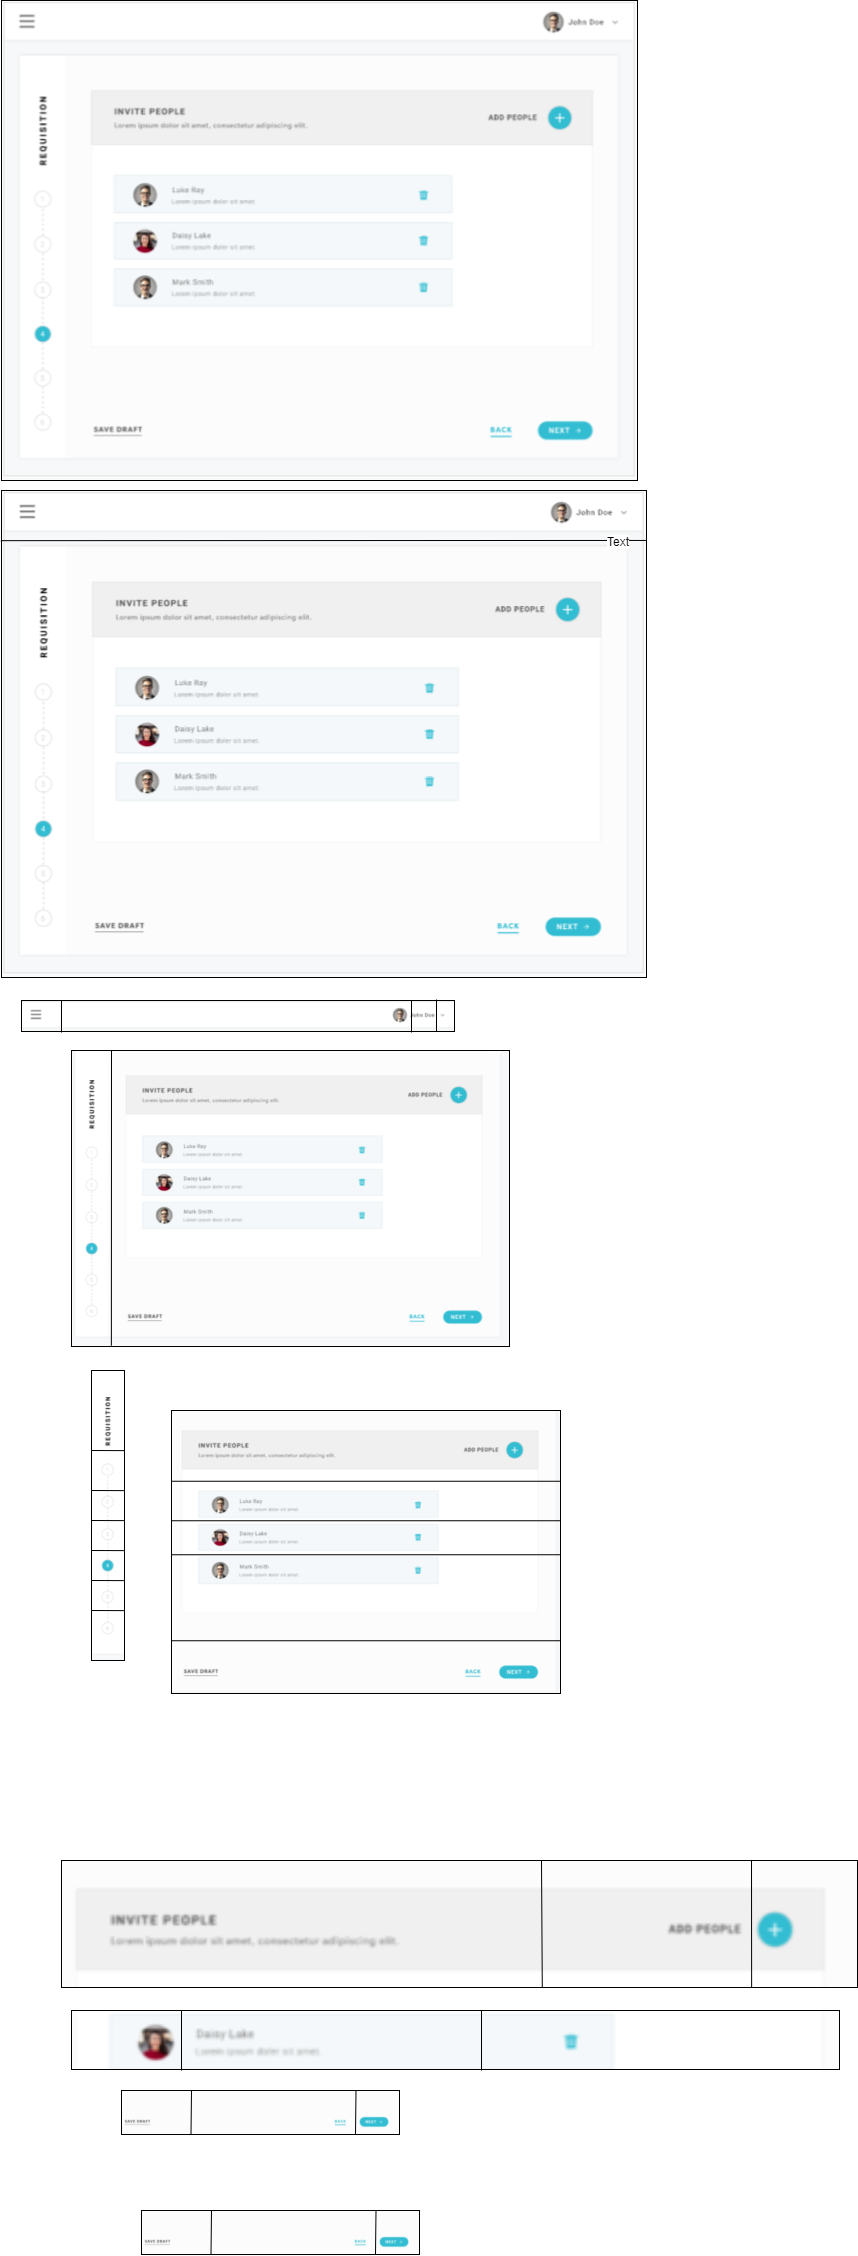 John Doe
REQUISITION
INVITE PEOPLE
Lorem ipsum dolor sit amet, consectetur adipiscing elit.
ADD PEOPLE
Luke Ray
Lorem ipsum dolor sit amet.
Daisy Lake
Lorem ipsum dolor sit amet.
Mark Smith
Lorem ipsum dolor sit amet.
1
2
3
4
5
6
SAVE DRAFT
BACK
NEXT
John Doe
Text
REQUISITION
INVITE PEOPLE
Lorem ipsum dolor sit amet, consectetur adipiscing elit.
ADD PEOPLE
Luke Ray
Lorem ipsum dolor sit amet.
Daisy Lake
Lorem ipsum dolor sit amet.
Mark Smith
Lorem ipsum dolor sit amet.
1
2
3
4
SAVE DRAFT
BACK
NEXT
John Doe
REQUISITION
INVITE PEOPLE
Lorem ipsum dolor sit amet, consectetur adipiscing elit.
ADD PEOPLE
Luke Ray
Lorem ipsum dolor sit amet.
Daisy Lake
Lorem ipsum dolor sit amet.
Mark Smith
Lorem ipsum dolor sit amet.
4
SAVE DRAFT
BACK
NEXT
REQUISITION
4
INVITE PEOPLE
Lorem ipsum dolor sit amet, consectetur adipiscing elit.
ADD PEOPLE
Luke Ray
Lorem ipsum dolor sit amet.
Daisy Lake
Lorem ipsum dolor sit amet.
Mark Smith
Lorem ipsum dolor sit amet.
SAVE DRAFT
BACK
NEXT
INVITE PEOPLE
Lorem ipsum dolor sit amet, consectetur adipiscing elit.
ADD PEOPLE
Daisy Lake
Lorem ipsum dolor sit amet.
SAVE DRAFT
BACK
NEXT
SAVE DRAFT
BACK
NEXT